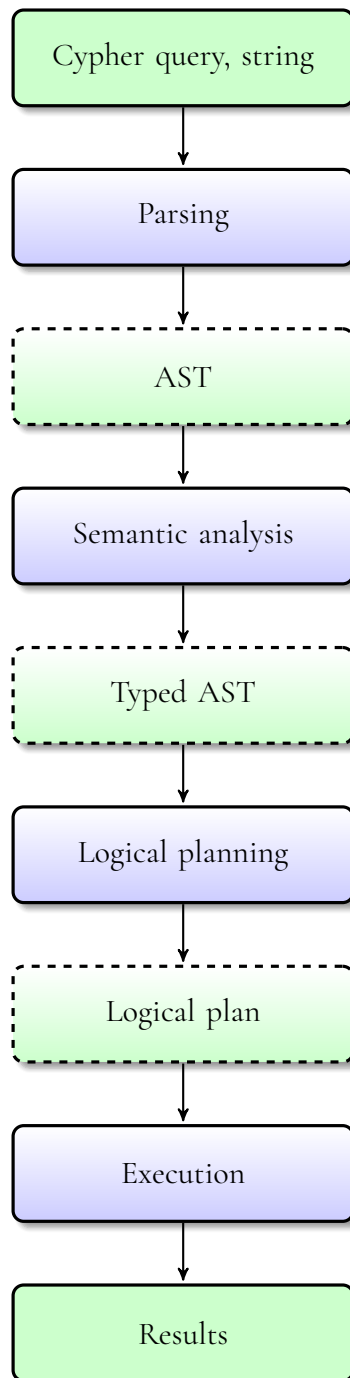 Cypher query, string
Parsing
AST
Semantic analysis
Typed AST
Logical planning
Logical plan
Execution
Results